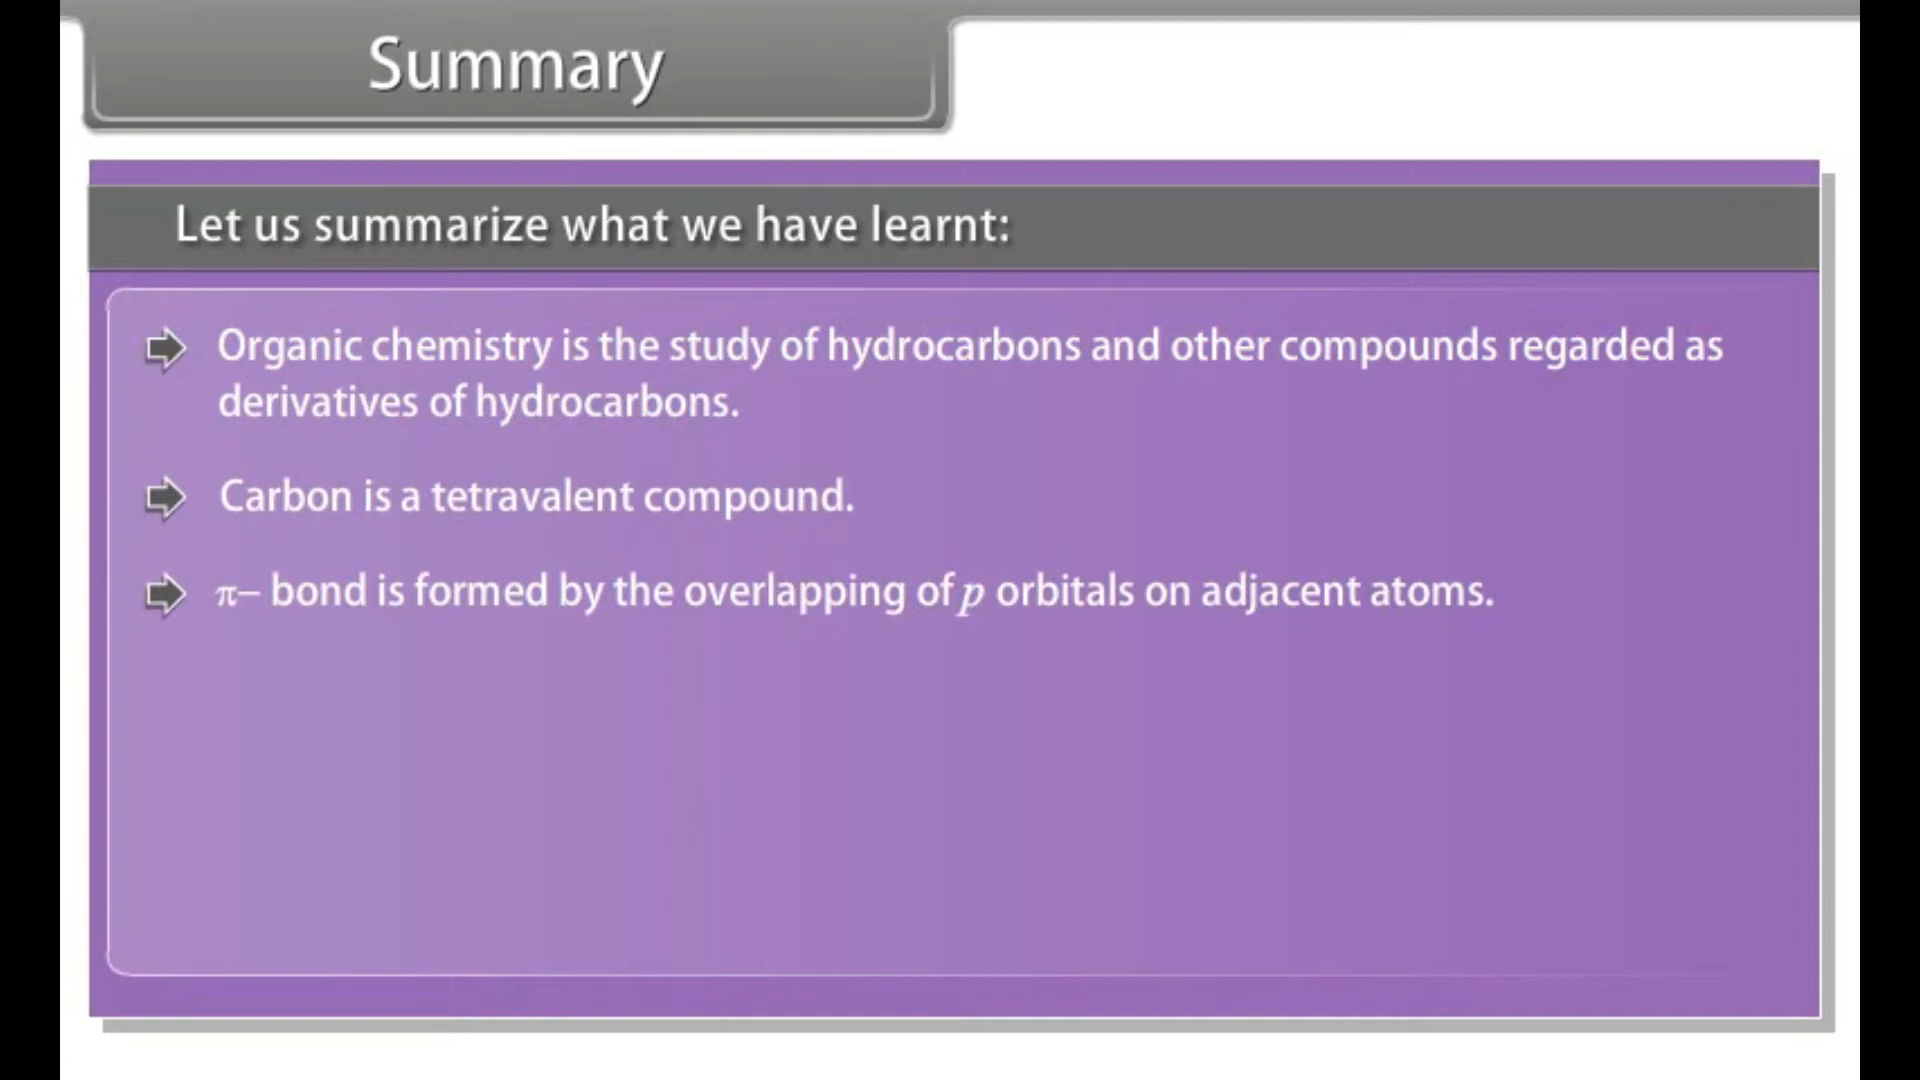 Summary
Let us summarize what we have learnt:
Organic chemistry is the study of hydrocarbons and other compounds regarded as
derivatives of hydrocarbons.
Carbon is a tetravalent compound.
π– bond is formed by the overlapping of p orbitals on adjacent atoms.